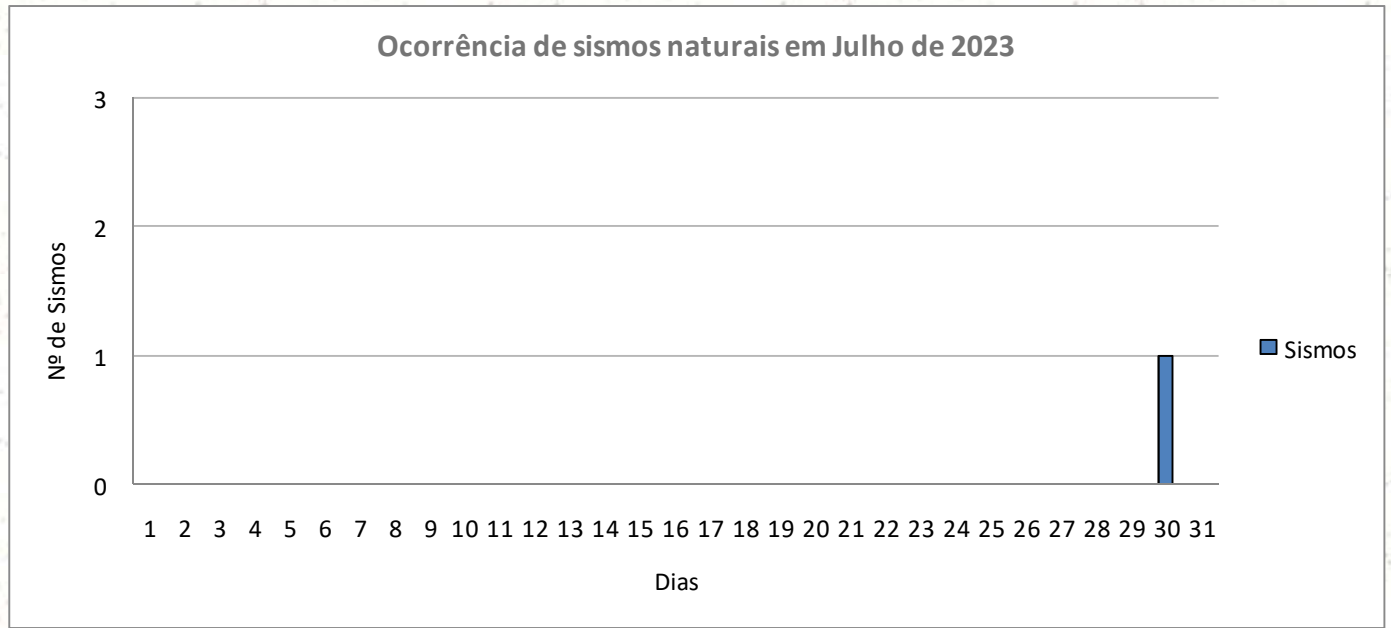 Ocorrência de sismos naturais em Julho de 2023
3
2
1
0
Nº de Sismos
Sismos
1 2 3 4 5 6 7 8 9 10 11 12 13 14 15 16 17 18 19 20 21 22 23 24 25 26 27 28 29 30 31
Dias